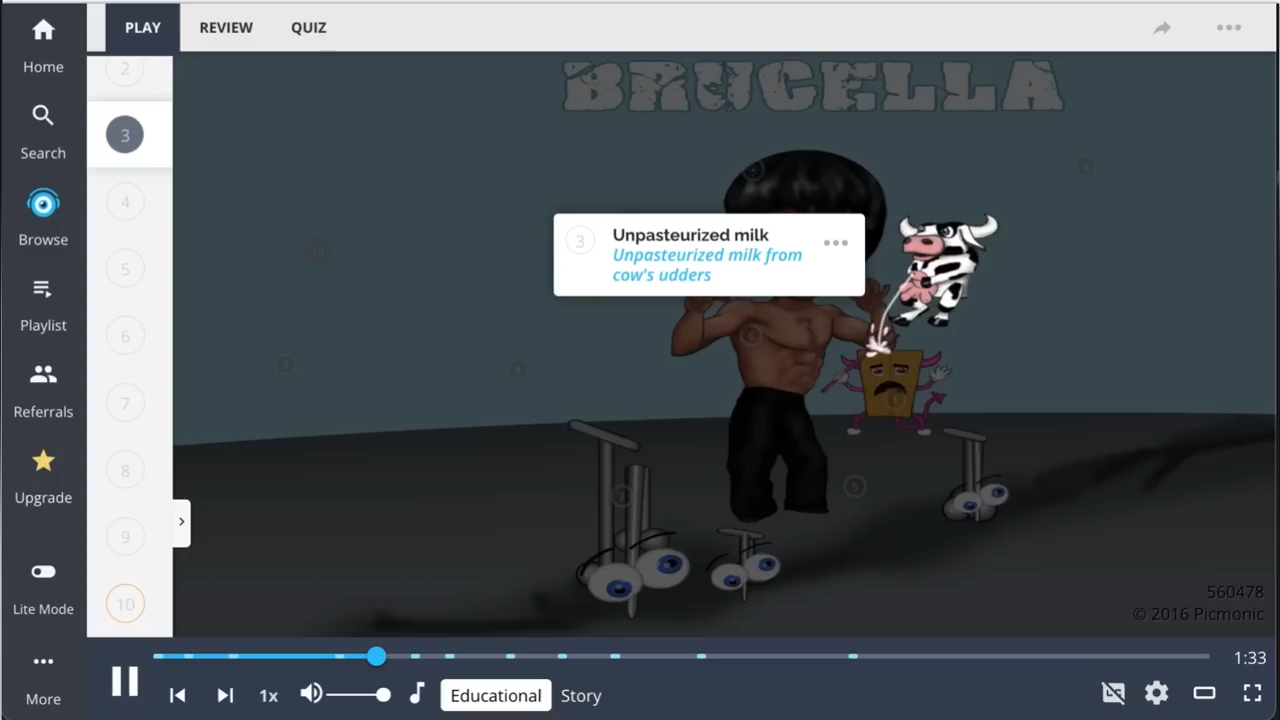 PLAY REVIEW QUIZ
Home
Search
Browse
Playlist
Referrals
Upgrade
Lite Mode
More
2
3
4
5
6
7
8
9
10
BRUCELLA
3 Unpasteurized milk
Unpasteurized milk from
cow's udders
10
5
560478
© 2016 Picmonic
1:33
1x Educational Story